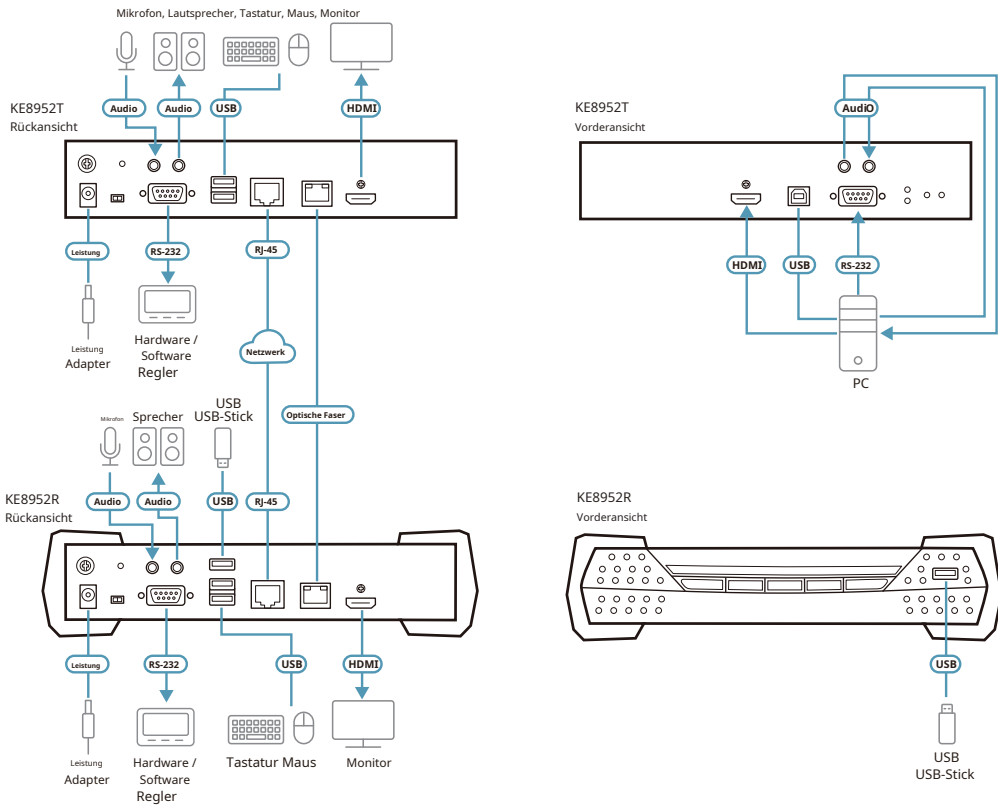 Mikrofon, Lautsprecher, Tastatur, Maus, Monitor
KE8952T
Rückansicht
Audio
Audio
USB
HDMI
Leistung
RS-232
RJ-45
Leistung
Adapter
Hardware /
Software
Regler
Netzwerk
Optische Faser
KE8952T
Vorderansicht
AudiO
HDMI
USB
RS-232
PC
Mikrofon
Sprecher
USB
USB-Stick
KE8952R
Rückansicht
Audio
Audio
USB
RJ-45
Leistung
RS-232
USB
HDMI
Leistung
Adapter
Hardware /
Software
Regler
Tastatur Maus
Monitor
KE8952R
Vorderansicht
USB
USB
USB-Stick